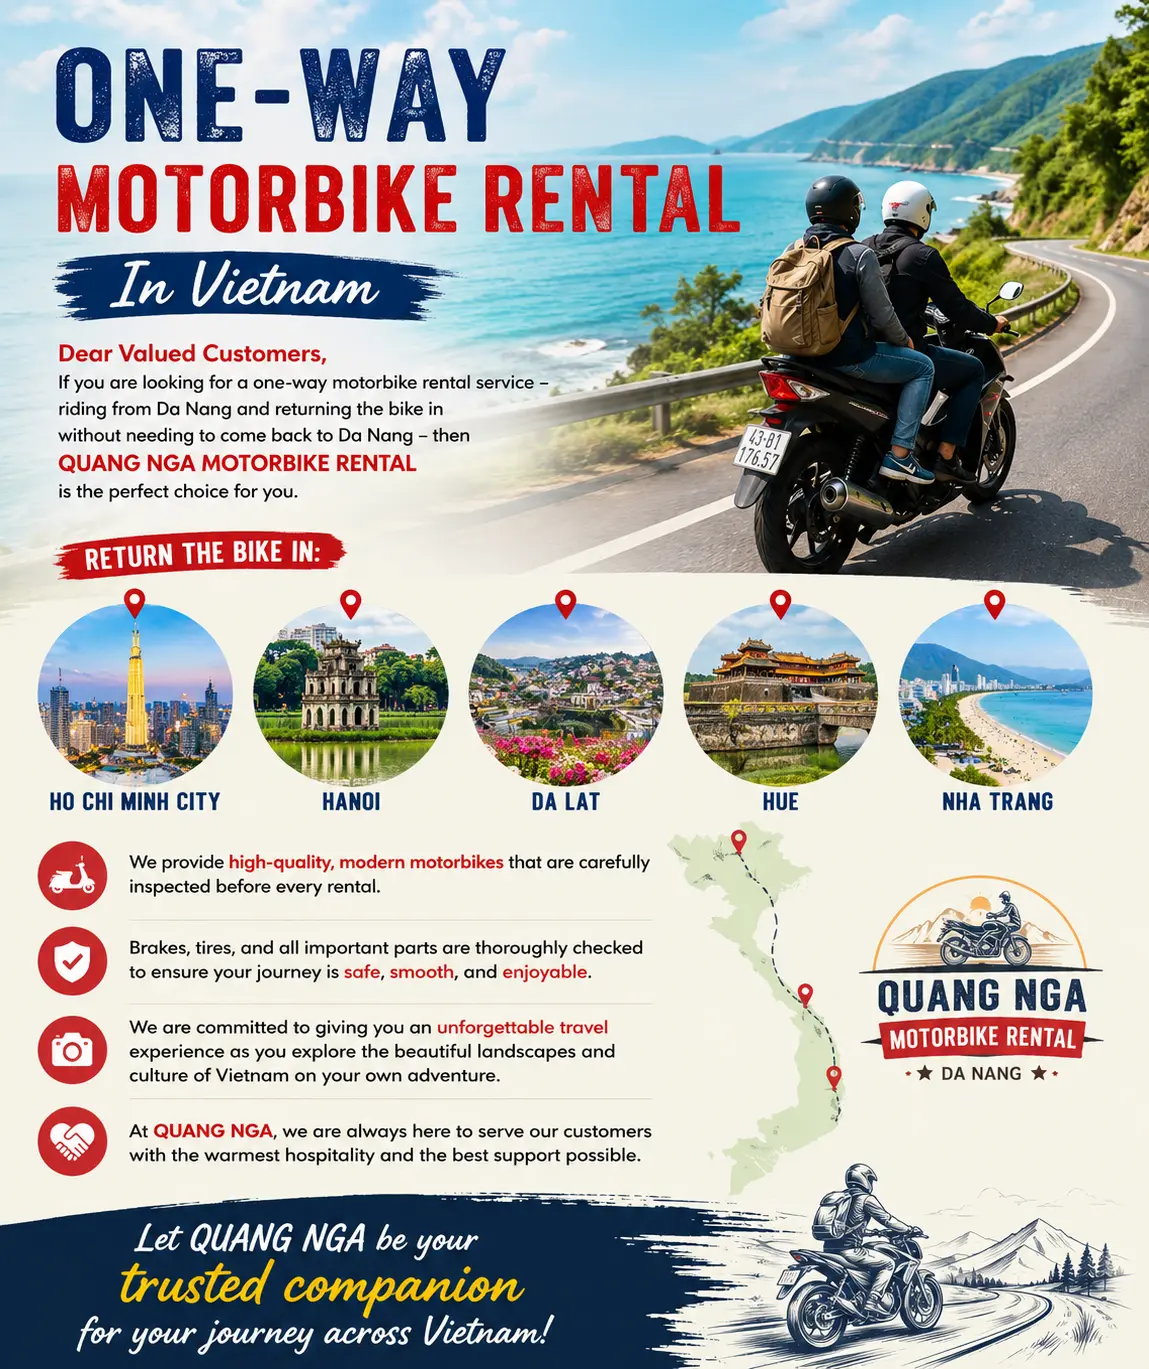 ONE-WAY
MOTORBIKE RENTAL
In Vietnam
Dear Valued Customers,
If you are looking for a one-way motorbike rental service –
riding from Da Nang and returning the bike in
without needing to come back to Da Nang – then
QUANG NGA MOTORBIKE RENTAL
is the perfect choice for you.
43-B1
176.57
RETURN THE BIKE IN:
HO CHI MINH CITY
HANOI
DA LAT
HUE
NHA TRANG
We provide high-quality, modern motorbikes that are carefully
inspected before every rental.
Brakes, tires, and all important parts are thoroughly checked
to ensure your journey is safe, smooth, and enjoyable.
We are committed to giving you an unforgettable travel
experience as you explore the beautiful landscapes and
culture of Vietnam on your own adventure.
At QUANG NGA, we are always here to serve our customers
with the warmest hospitality and the best support possible.
QUANG NGA
MOTORBIKE RENTAL
DA NANG
Let QUANG NGA be your
trusted companion
for your journey across Vietnam!